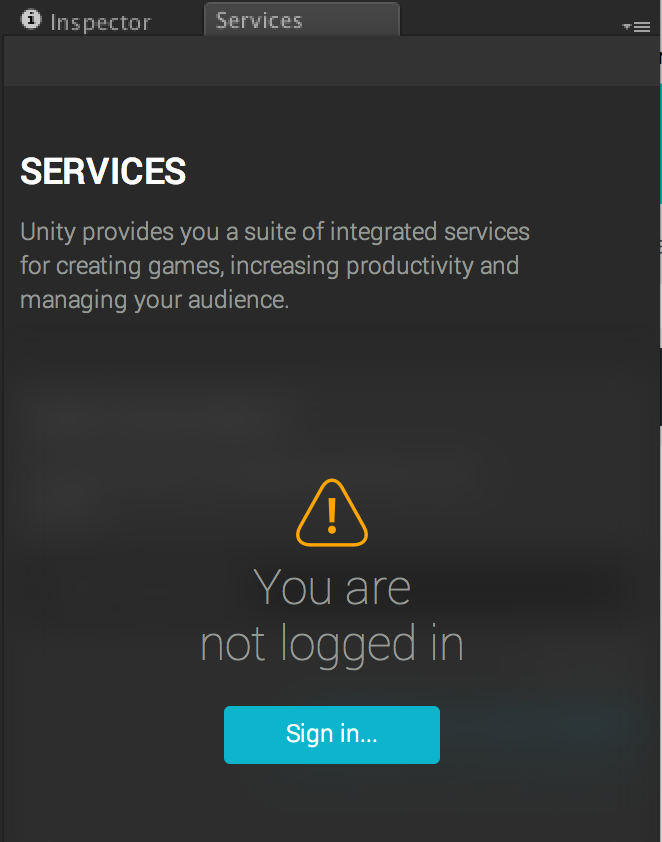 Inspector
Services
SERVICES
Unity provides you a suite of integrated services
for creating games, increasing productivity and
managing your audience.
You are
not logged in
Sign in...